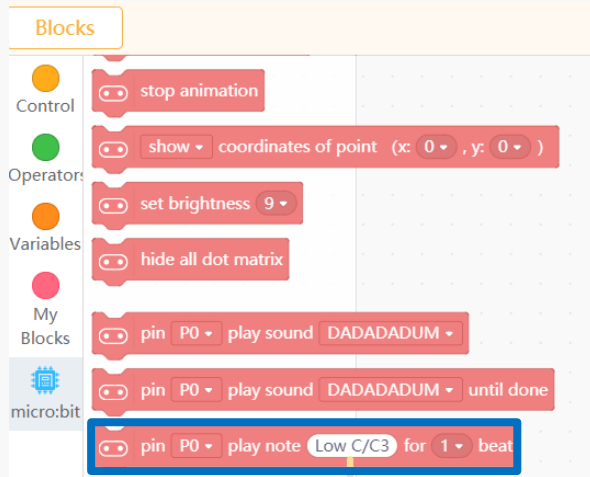 Blocks
Control
Operators
Variables
My
Blocks
micro:bit
stop animation
show coordinates of point (x: 0 , y: 0 )
set brightness 9
hide all dot matrix
pin P0 play sound DADADADUM
pin P0 play sound DADADADUM until done
pin P0 play note Low C/C3 for 1 beat